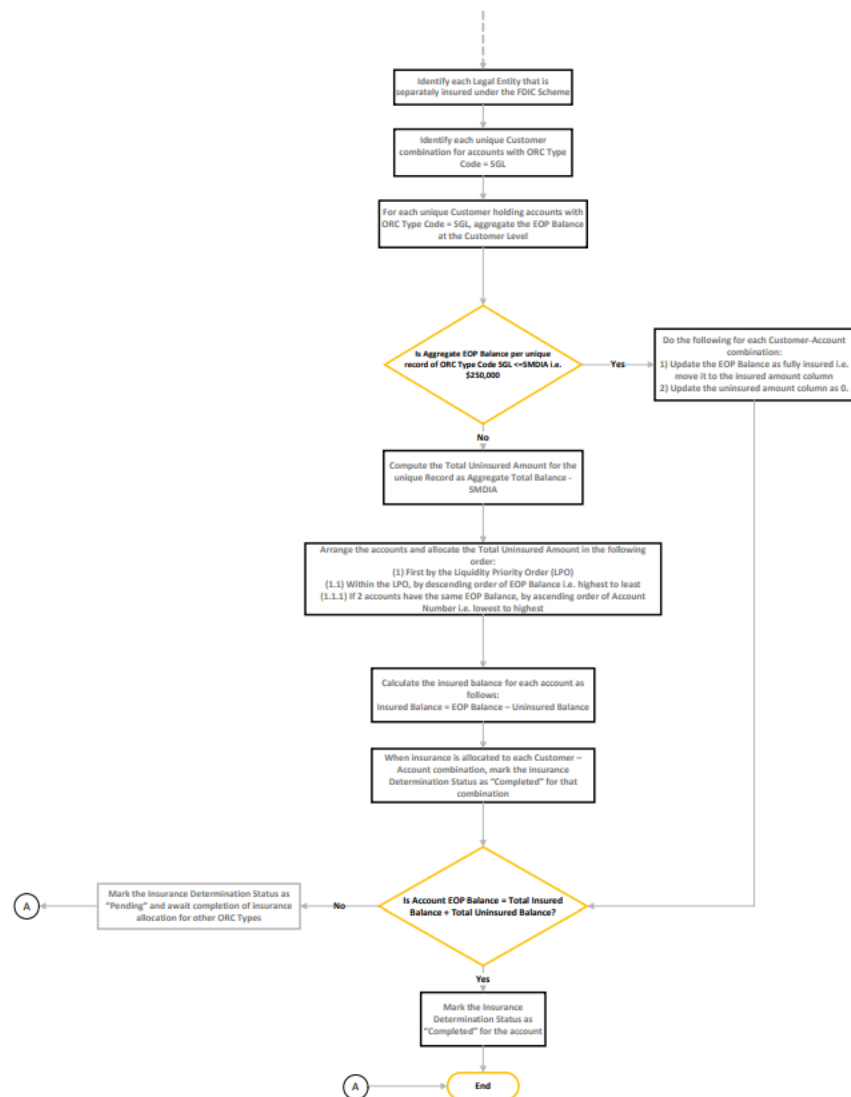 Identify each Legal Entity that is
separately insured under the FDIC Scheme
Identify each unique Customer
combination for accounts with ORC Type
Code = SGL
For each unique Customer holding accounts with
ORC Type Code = SGL, aggregate the EOP Balance
at the Customer Level
Is Aggregate EOP Balance per unique
record of ORC Type Code SGL <=SMDIA i.e.
$250,000
Yes
Do the following for each Customer-Account
combination:
1) Update the EOP Balance as fully insured i.e.
move it to the insured amount column
2) Update the uninsured amount column as 0.
No
Compute the Total Uninsured Amount for the
unique Record as Aggregate Total Balance -
SMDIA
Arrange the accounts and allocate the Total Uninsured Amount in the following
order:
(1) First by the Liquidity Priority Order (LPO)
(1.1) Within the LPO, by descending order of EOP Balance i.e. highest to least
(1.1.1) If 2 accounts have the same EOP Balance, by ascending order of Account
Number i.e. lowest to highest
Calculate the insured balance for each account as
follows:
Insured Balance = EOP Balance – Uninsured Balance
When insurance is allocated to each Customer –
Account combination, mark the Insurance
Determination Status as “Completed” for that
combination
Is Account EOP Balance = Total Insured
Balance + Total Uninsured Balance?
No
Mark the Insurance Determination Status as
“Pending” and await completion of insurance
allocation for other ORC Types
A
Yes
Mark the Insurance
Determination Status as
“Completed” for the account
A
End